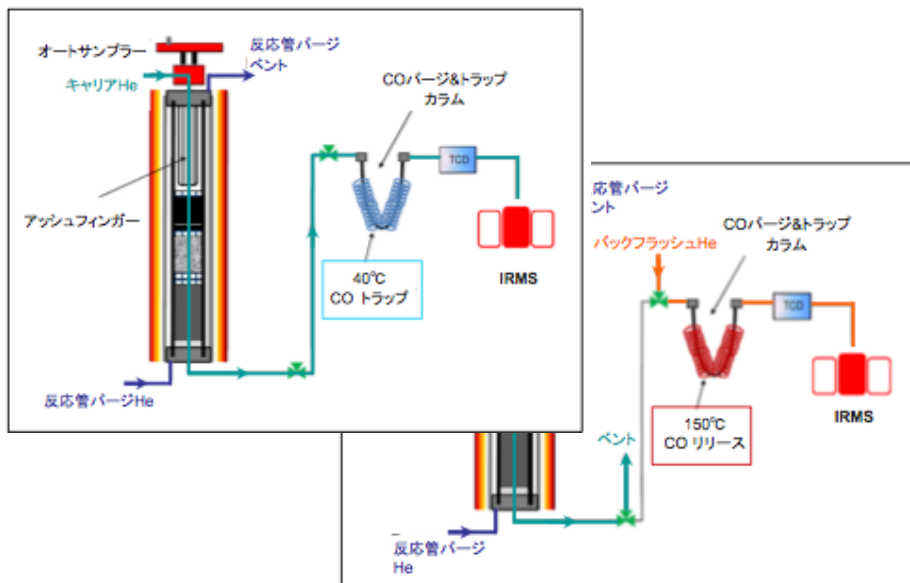 オートサンプラー
キャリアHe
反応管パージ
ベント
COパージ&トラップ
カラム
TCD
アッシュフィンガー
40℃
CO トラップ
IRMS
反応管パージHe
応管パージ
ント
バックフラッシュHe
COパージ&トラップ
カラム
TCD
150℃
CO リリース
IRMS
ベント
反応管パージ
He